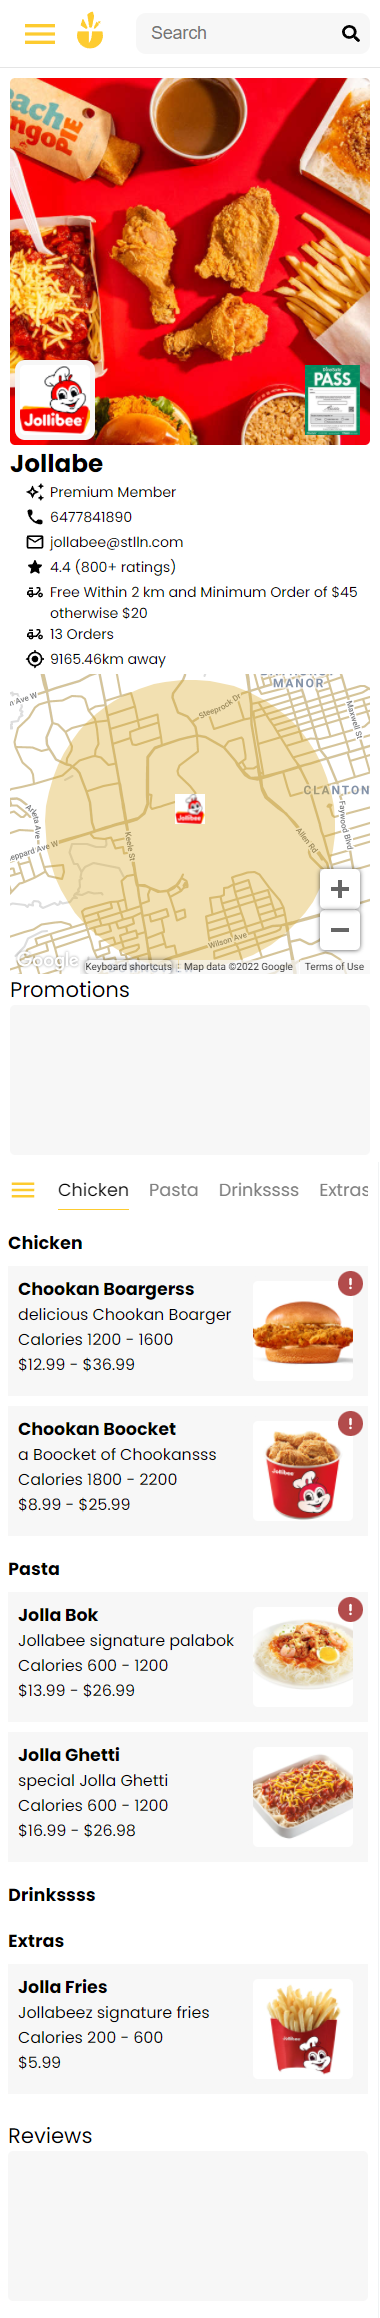 Search
Peach
Mango
PIE
Jollibee
PASS
Jollabe
Premium Member
6477841890
jollabee@stlln.com
4.4 (800+ ratings)
Free Within 2 km and Minimum Order of $45
otherwise $20
13 Orders
9165.46km away
MANOR
Steeprock Dr
Maxwell St
CLANTON
Arleta Ave
Keele St
Allen Rd
Faywood Blvd
Sheppard Ave W
Wilson Ave
Jollibee
Google
Keyboard shortcuts
Map data ©2022 Google
Terms of Use
Promotions
Chicken Pasta Drinkssss Extras
Chicken
Chookan Boargerss
delicious Chookan Boarger
Calories 1200 - 1600
$12.99 - $36.99
Chookan Boocket
a Boocket of Chookansss
Calories 1800 - 2200
$8.99 - $25.99
Jollibee
Pasta
Jolla Bok
Jollabee signature palabok
Calories 600 - 1200
$13.99 - $26.99
Jolla Ghetti
special Jolla Ghetti
Calories 600 - 1200
$16.99 - $26.98
Drinkssss
Extras
Jolla Fries
Jollabeez signature fries
Calories 200 - 600
$5.99
Jollibee
Reviews